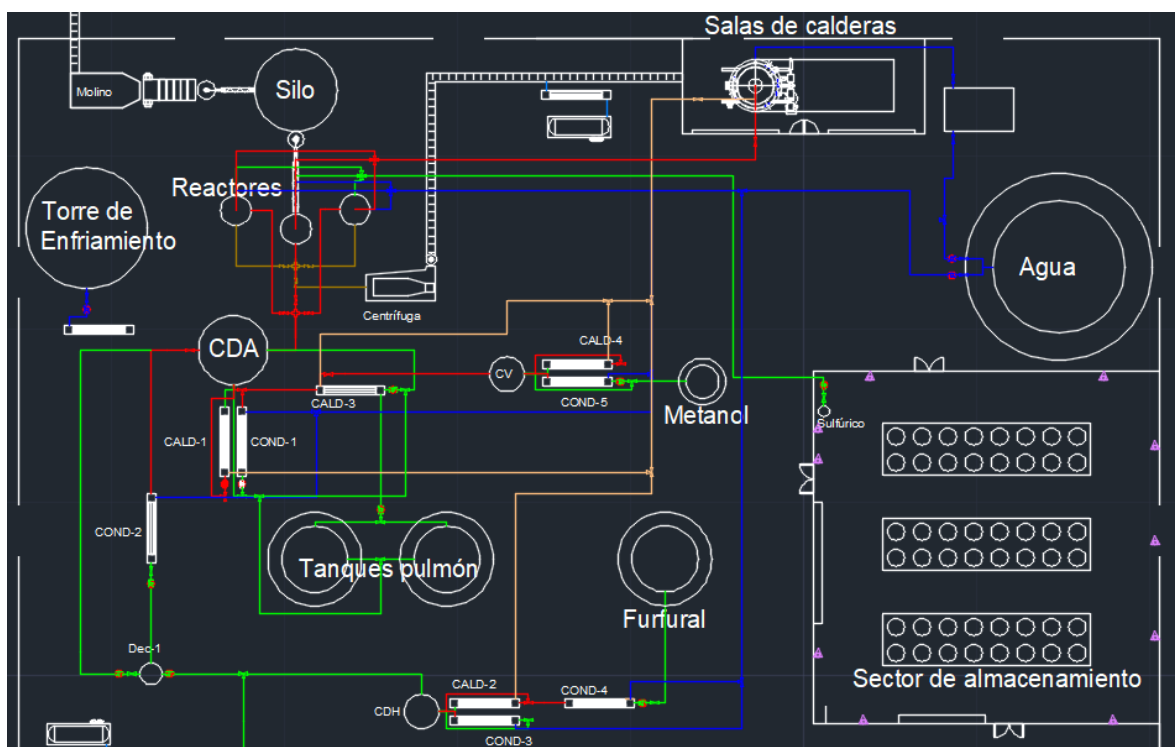 Salas de calderas
Molino
Silo
Reactores
Torre de
Enfriamiento
Agua
Centrífuga
CDA
CALD-4
CV
COND-5
CALD-3
Metanol
Sulfúrico
CALD-1
COND-1
COND-2
Tanques pulmón
Furfural
Dec-1
Sector de almacenamiento
CALD-2
COND-4
CDH
COND-3